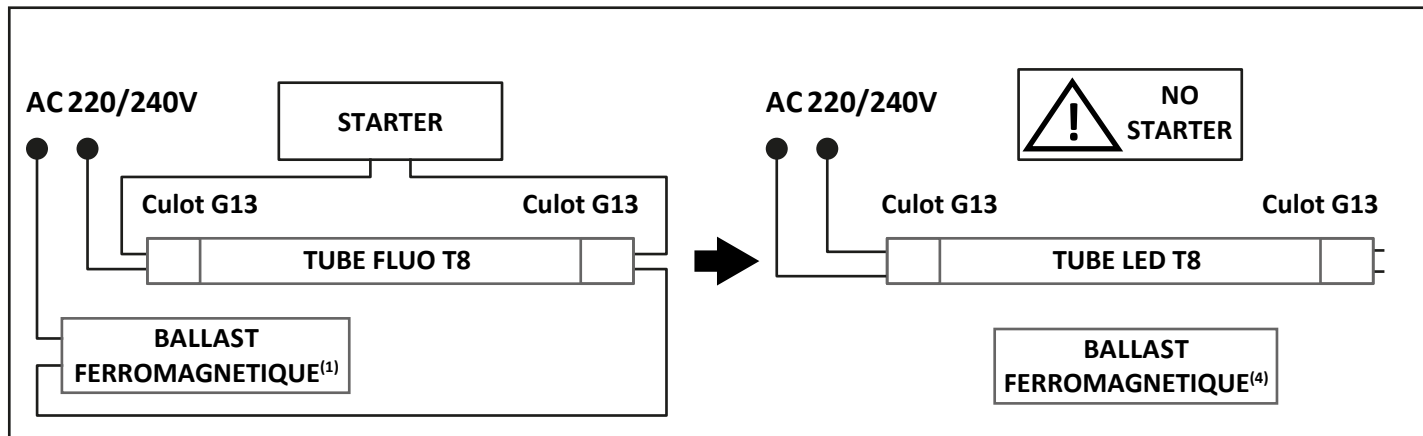 AC 220/240V
STARTER
Culot G13
Culot G13
TUBE FLUO T8
BALLAST
FERROMAGNETIQUE(1)
AC 220/240V
!
NO
STARTER
Culot G13
Culot G13
TUBE LED T8
BALLAST
FERROMAGNETIQUE(4)